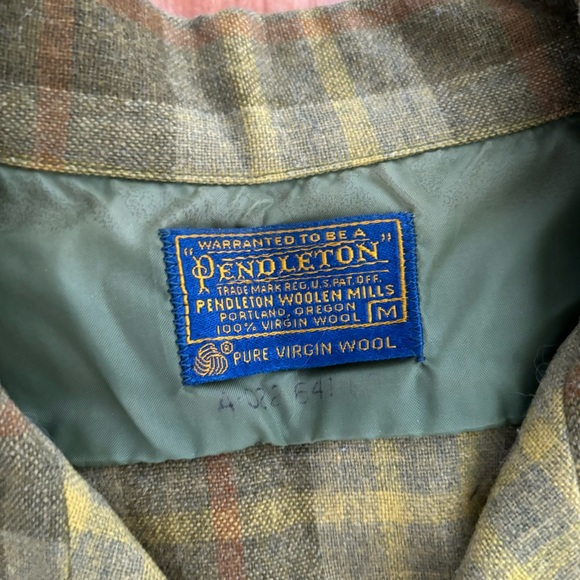 WARRANTED TO BE A
"PENDLETON"
TRADE MARK REG. U.S. PAT. OFF.
PENDLETON WOOLEN MILLS
PORTLAND, OREGON M
100% VIRGIN WOOL
® PURE VIRGIN WOOL